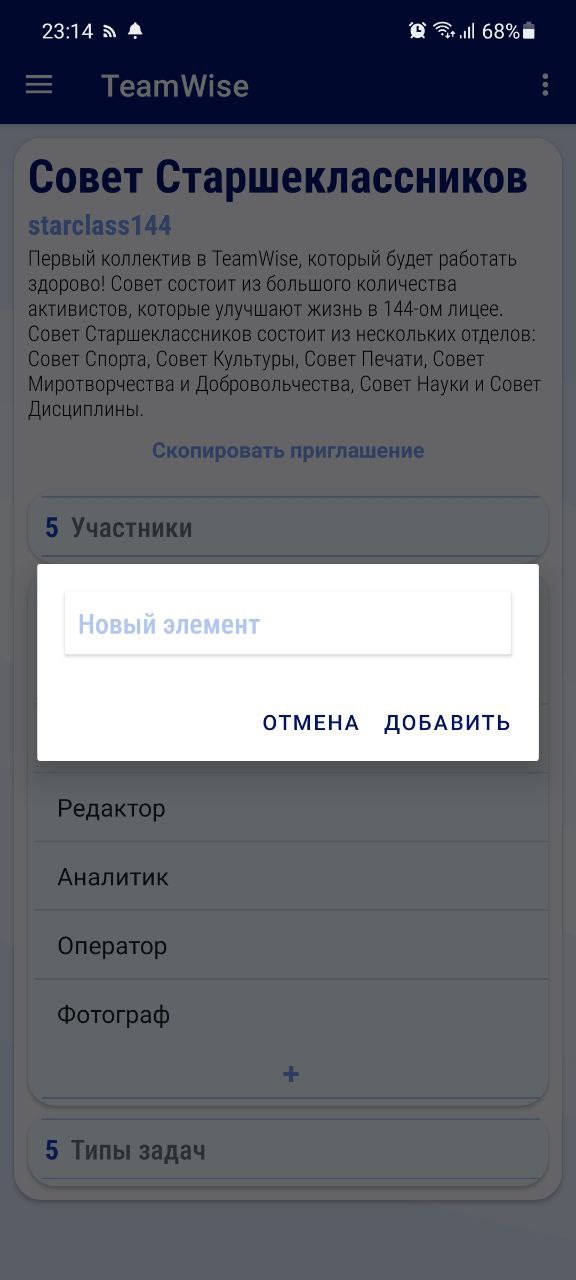 23:14
68%
TeamWise
Совет Старшеклассников
starclass144
Первый коллектив в TeamWise, который будет работать
здорово! Совет состоит из большого количества
активистов, которые улучшают жизнь в 144-ом лицее.
Совет Старшеклассников состоит из нескольких отделов:
Совет Спорта, Совет Культуры, Совет Печати, Совет
Миротворчества и Добровольчества, Совет Науки и Совет
Дисциплины.
Скопировать приглашение
5 Участники
Новый элемент
ОТМЕНА ДОБАВИТЬ
Редактор
Аналитик
Оператор
Фотограф
+
5 Типы задач